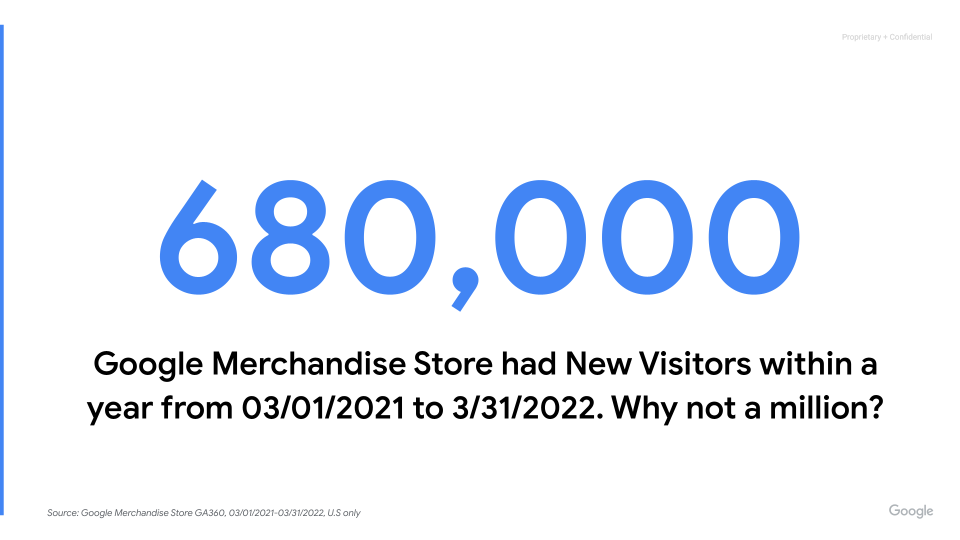 Proprietary + Confidential
680,000
Google Merchandise Store had New Visitors within a
year from 03/01/2021 to 3/31/2022. Why not a million?
Source: Google Merchandise Store GA360, 03/01/2021-03/31/2022, U.S only
Google